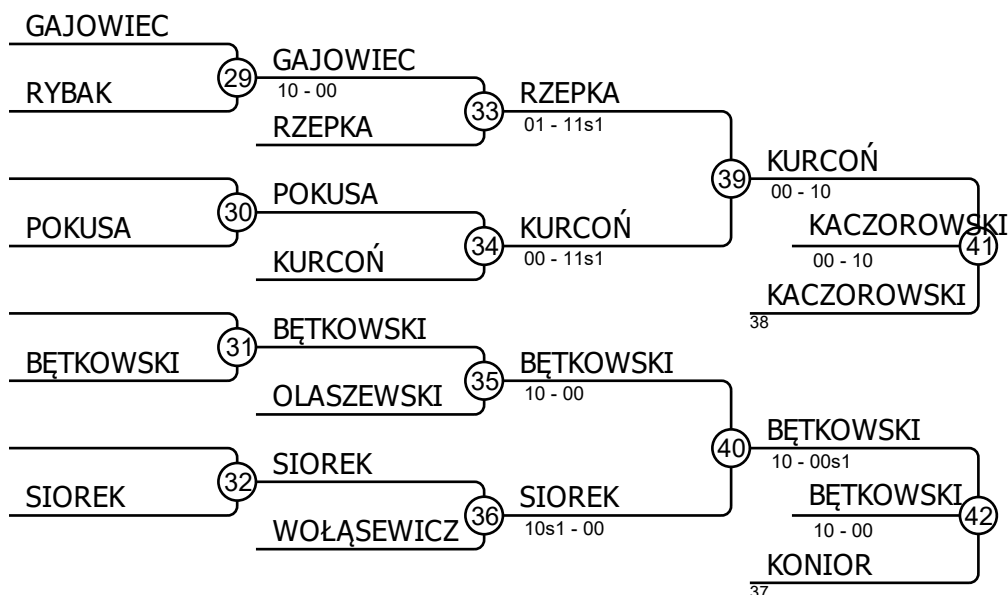 GAJOWIEC
29
GAJOWIEC
10 - 00
RYBAK
33
RZEPKA
01 - 11s1
RZEPKA
39
KURCOŃ
00 - 10
POKUSA
30
POKUSA
34
KURCOŃ
00 - 11s1
KURCOŃ
KACZOROWSKI
41
00 - 10
KACZOROWSKI
38
31
BĘTKOWSKI
BĘTKOWSKI
35
BĘTKOWSKI
10 - 00
OLASZEWSKI
40
BĘTKOWSKI
10 - 00s1
32
SIOREK
SIOREK
36
SIOREK
10s1 - 00
WOŁĄSEWICZ
BĘTKOWSKI
42
10 - 00
KONIOR
37